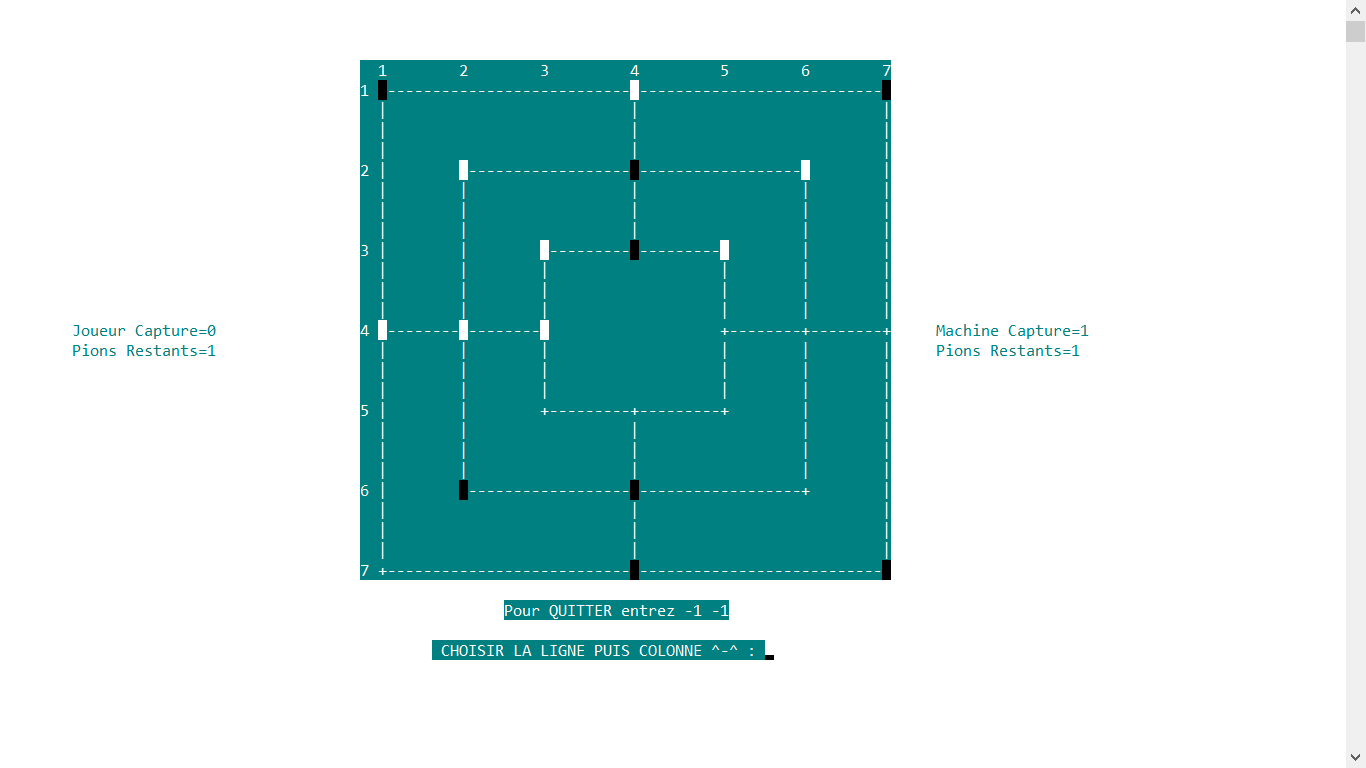 1 2 3 4 5 6 7
1
2
3
Joueur Capture=0 4 Machine Capture=1
Pions Restants=1 Pions Restants=1
5
6
7
Pour QUITTER entrez -1 -1
CHOISIR LA LIGNE PUIS COLONNE ^-^ :